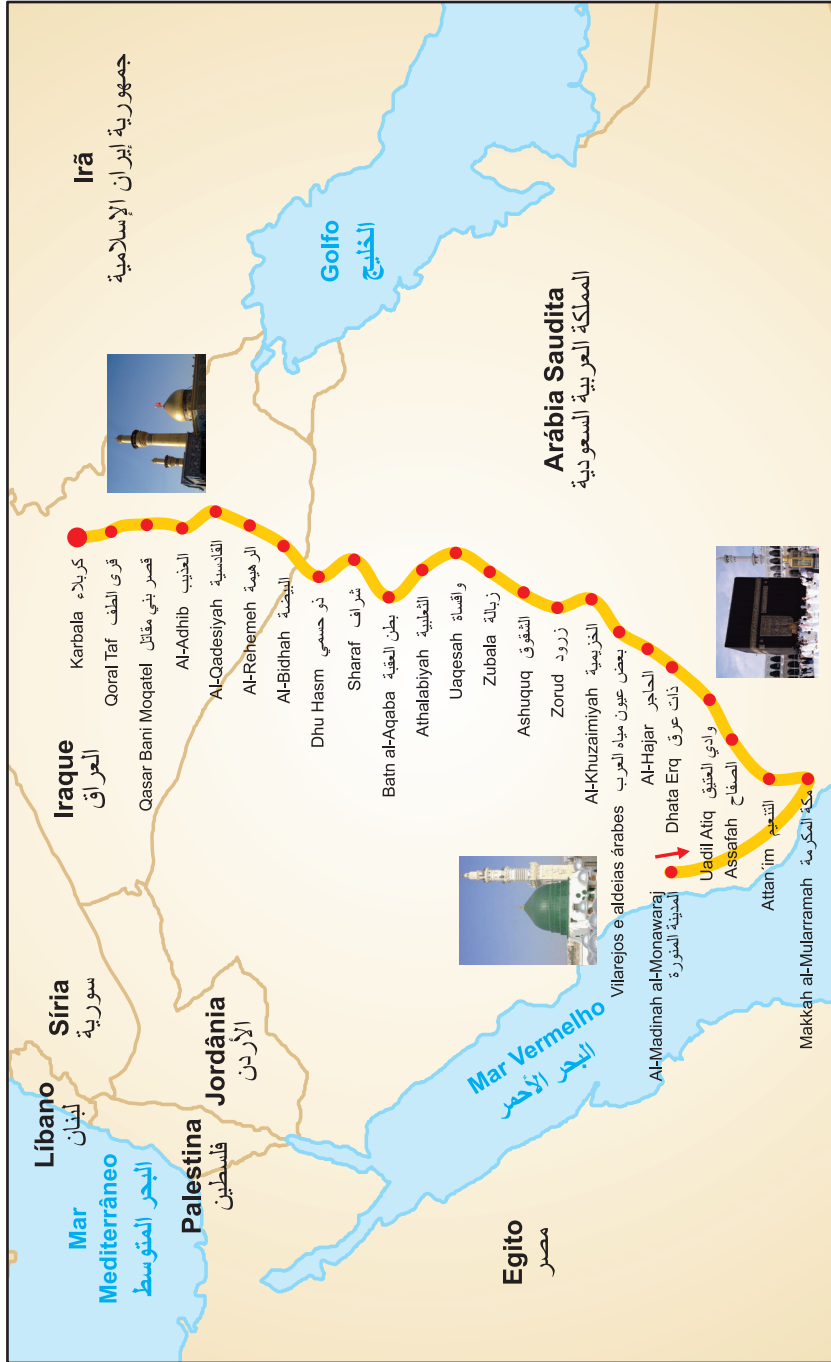 Mar
Mediterrâneo
البحر المتوسط
Líbano
لبنان
Síria
سورية
Palestina
فلسطين
Jordânia
الأردن
Iraque
العراق
Irã
جمهورية إيران الإسلامية
Golfo
الخليج
Arábia Saudita
المملكة العربية السعودية
Egito
مصر
Mar Vermelho
البحر الأحمر
Karbala كربلاء
Qoral Taf قرى الطف
Qasar Bani Moqatel قصر بني مقاتل
Al-Adhib العذيب
Al-Qadesiyah القادسية
Al-Rehemeh الرهيمة
Al-Bidhah البيضة
Dhu Hasm ذو حسمي
Sharaf شراف
Batn al-Aqaba بطن العقبة
Athalabiyah الثعلبية
Uaqesah واقساة
Zubala زبالة
Ashuquq الشقوق
Zorud زرود
Al-Khuzaimiyah الخزيمية
Vilarejos e aldeias árabes بعض عيون مياه العرب
Al-Hajar الحاجر
Dhata Erq ذات عرق
Uadil Atiq وادي العتيق
Assafah الصفاح
Attam'im التنعيم
Makkah al-Mularramah مكة المكرمة
Al-Madinah al-Monawaraj
المدينة المنورة